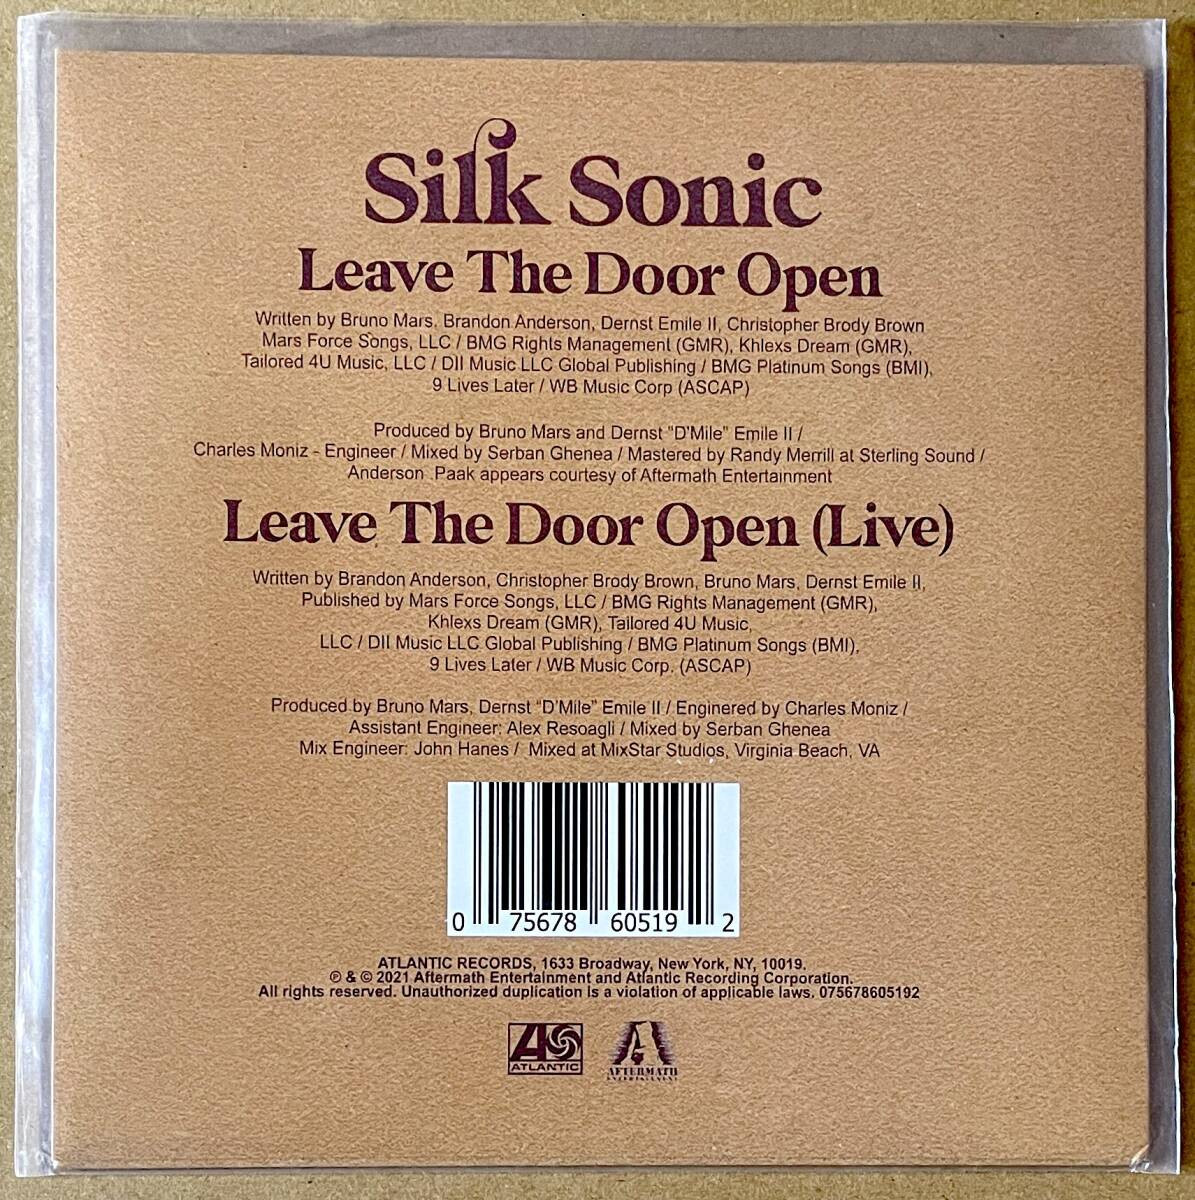 Silk Sonic
Leave The Door Open
Written by Bruno Mars, Brandon Anderson, Dernst Emile II, Christopher Brody Brown
Mars Force Songs, LLC / BMG Rights Management (GMR), Khlexs Dream (GMR),
Tailored 4U Music, LLC / DII Music LLC Global Publishing / BMG Platinum Songs (BMI),
9 Lives Later / WB Music Corp (ASCAP)
Produced by Bruno Mars and Dernst "D'Mile" Emile II /
Charles Moniz - Engineer / Mixed by Serban Ghenea / Mastered by Randy Merrill at Sterling Sound /
Anderson .Paak appears courtesy of Aftermath Entertainment
Leave The Door Open (Live)
Written by Brandon Anderson, Christopher Brody Brown, Bruno Mars, Dernst Emile II,
Published by Mars Force Songs, LLC / BMG Rights Management (GMR),
Khlexs Dream (GMR), Tailored 4U Music,
LLC / DII Music LLC Global Publishing / BMG Platinum Songs (BMI),
9 Lives Later / WB Music Corp. (ASCAP)
Produced by Bruno Mars, Dernst “D’Mile” Emile II / Enginered by Charles Moniz /
Assistant Engineer: Alex Resoagli / Mixed by Serban Ghenea
Mix Engineer: John Hanes / Mixed at MixStar Studios, Virginia Beach, VA
0 75678 60519 2
ATLANTIC RECORDS, 1633 Broadway, New York, NY, 10019.
℗ & © 2021 Aftermath Entertainment and Atlantic Recording Corporation.
All rights reserved. Unauthorized duplication is a violation of applicable laws. 075678605192
ATLANTIC
AFTERMATH
ENTERTAINMENT